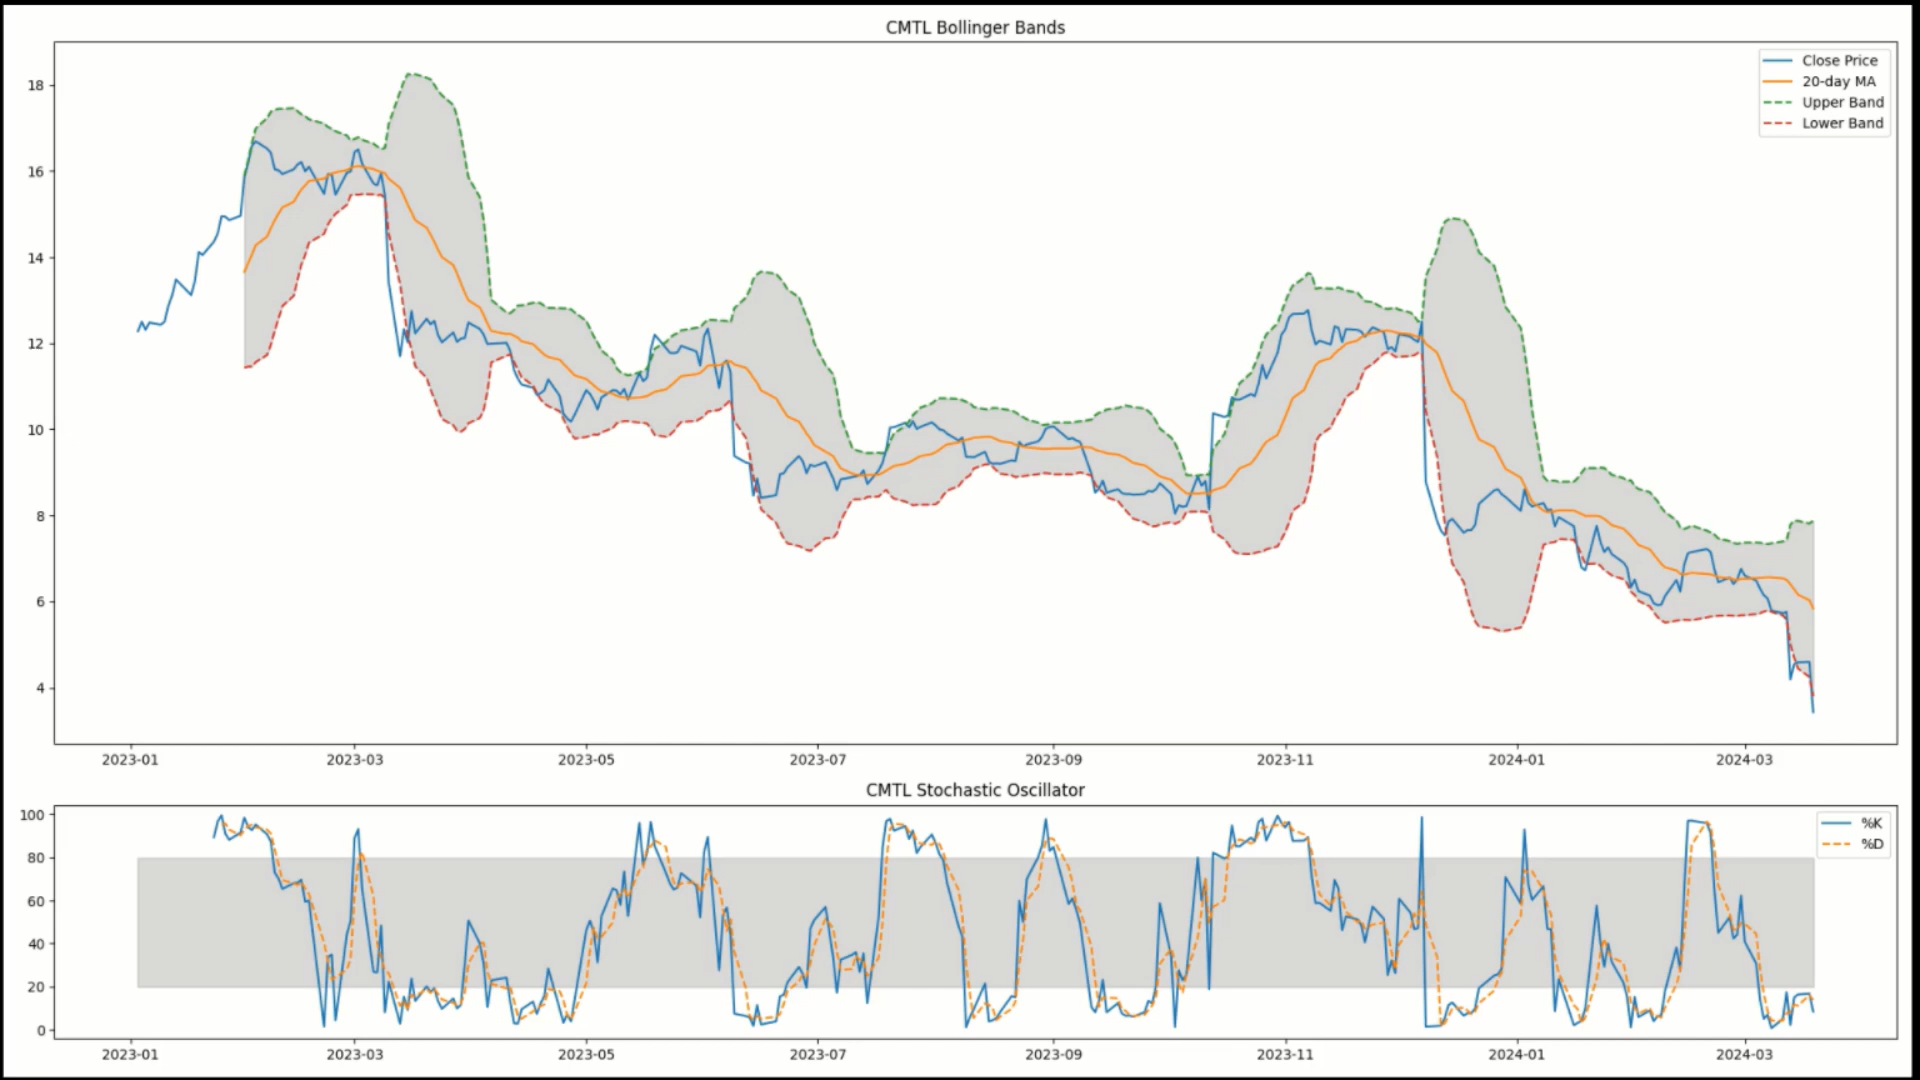 CMTL Bollinger Bands
Close Price
20-day MA
Upper Band
Lower Band
18
16
14
12
10
8
6
4
2023-01 2023-03 2023-05 2023-07 2023-09 2023-11 2024-01 2024-03
CMTL Stochastic Oscillator
%K
%D
100
80
60
40
20
0
2023-01 2023-03 2023-05 2023-07 2023-09 2023-11 2024-01 2024-03